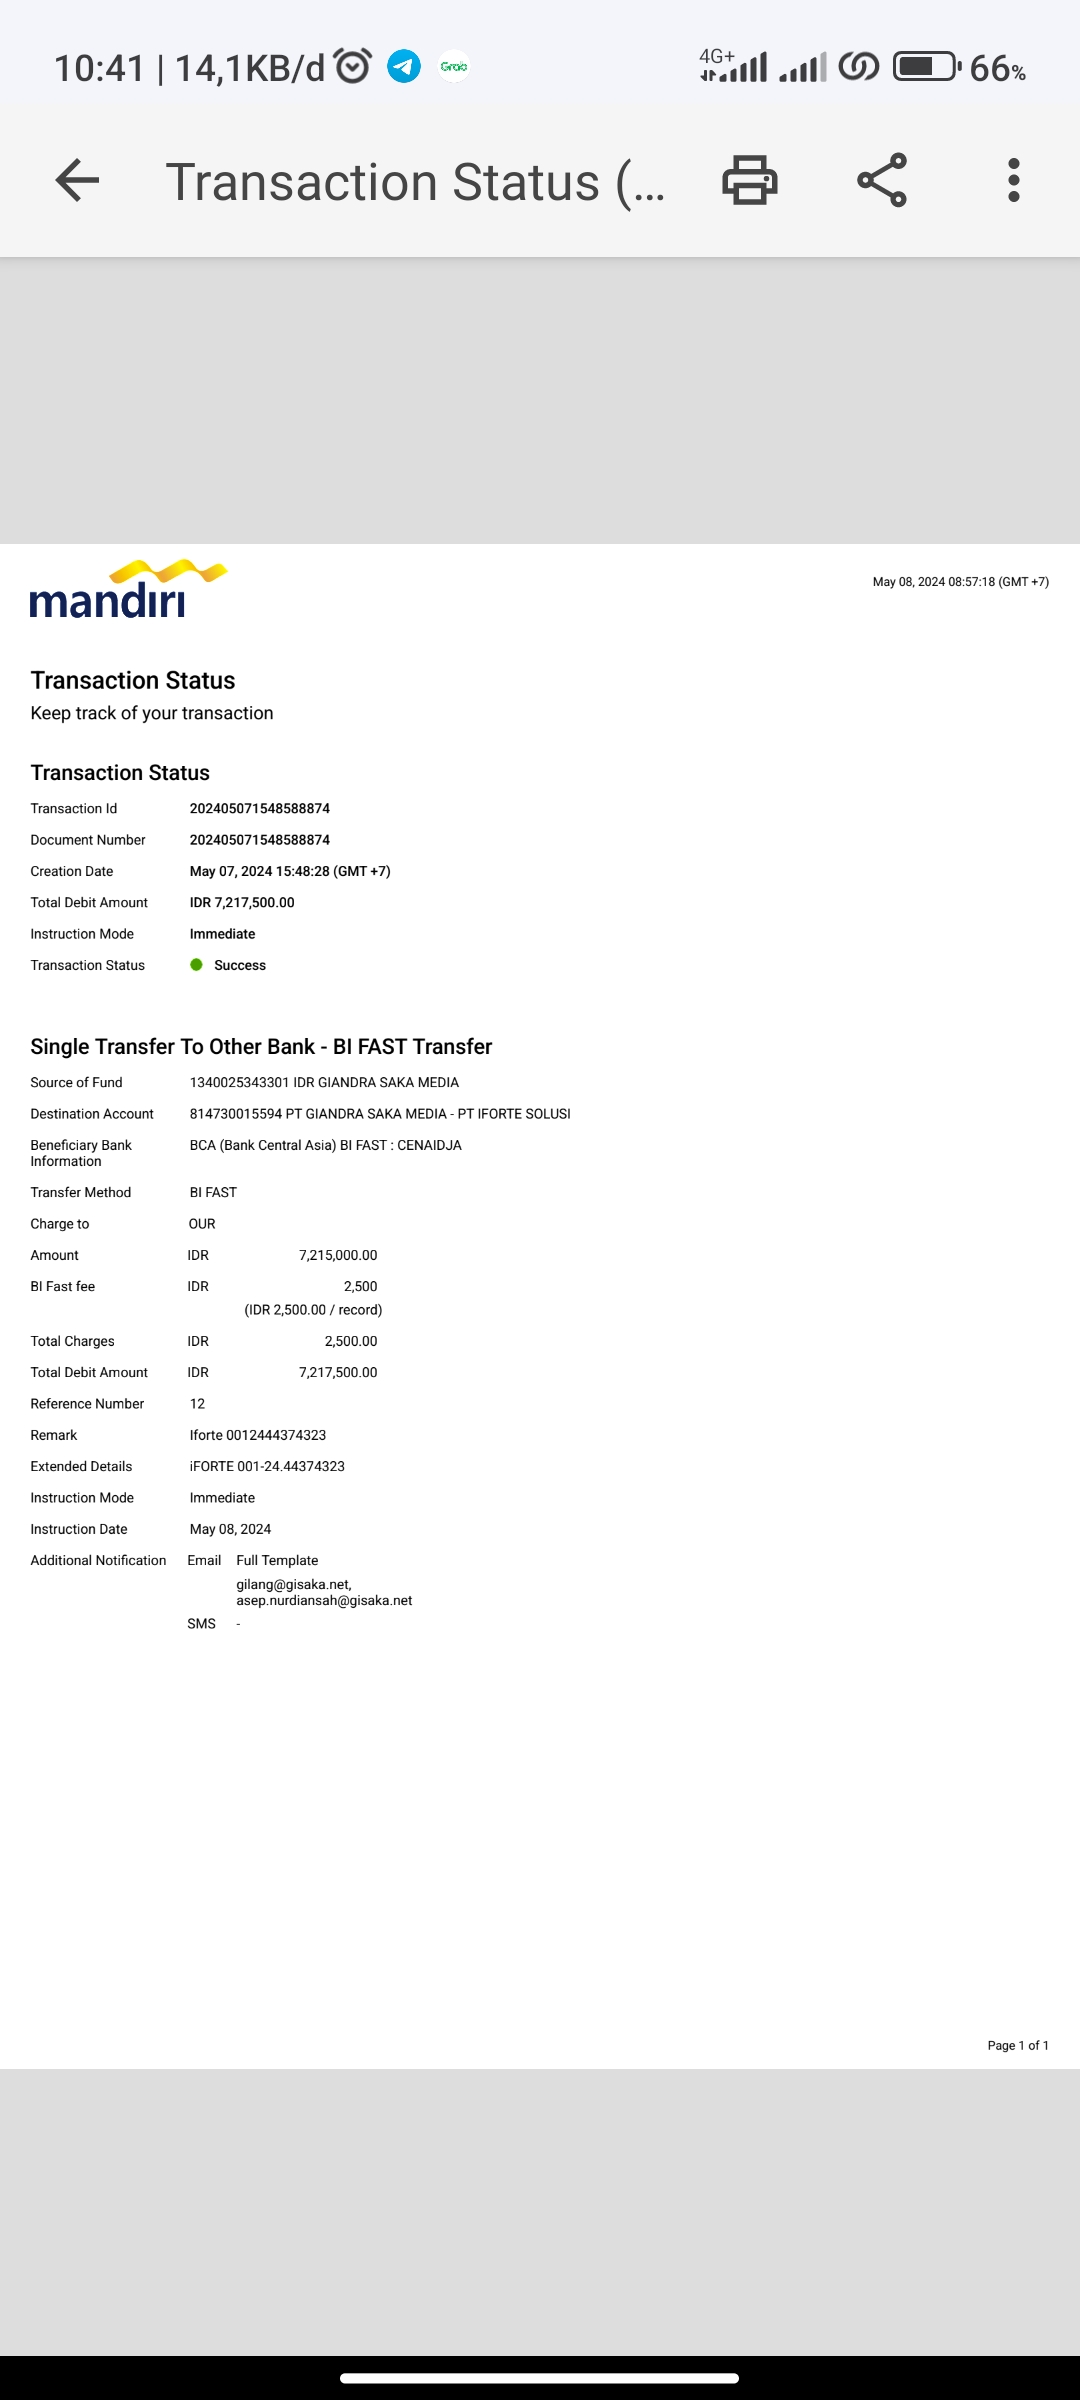 10:41 | 14,1KB/d Grab 4G+ 66%
Transaction Status (...
mandiri
May 08, 2024 08:57:18 (GMT +7)
Transaction Status
Keep track of your transaction
Transaction Status
Transaction Id 202405071548588874
Document Number 202405071548588874
Creation Date May 07, 2024 15:48:28 (GMT +7)
Total Debit Amount IDR 7,217,500.00
Instruction Mode Immediate
Transaction Status Success
Single Transfer To Other Bank - BI FAST Transfer
Source of Fund 1340025343301 IDR GIANDRA SAKA MEDIA
Destination Account 814730015594 PT GIANDRA SAKA MEDIA - PT IFORTE SOLUSI
Beneficiary Bank Information BCA (Bank Central Asia) BI FAST : CENAIDJA
Transfer Method BI FAST
Charge to OUR
Amount IDR 7,215,000.00
BI Fast fee IDR 2,500
(IDR 2,500.00 / record)
Total Charges IDR 2,500.00
Total Debit Amount IDR 7,217,500.00
Reference Number 12
Remark Iforte 0012444374323
Extended Details iFORTE 001-24.44374323
Instruction Mode Immediate
Instruction Date May 08, 2024
Additional Notification Email Full Template
gilang@gisaka.net,
asep.nurdiansah@gisaka.net
SMS -
Page 1 of 1